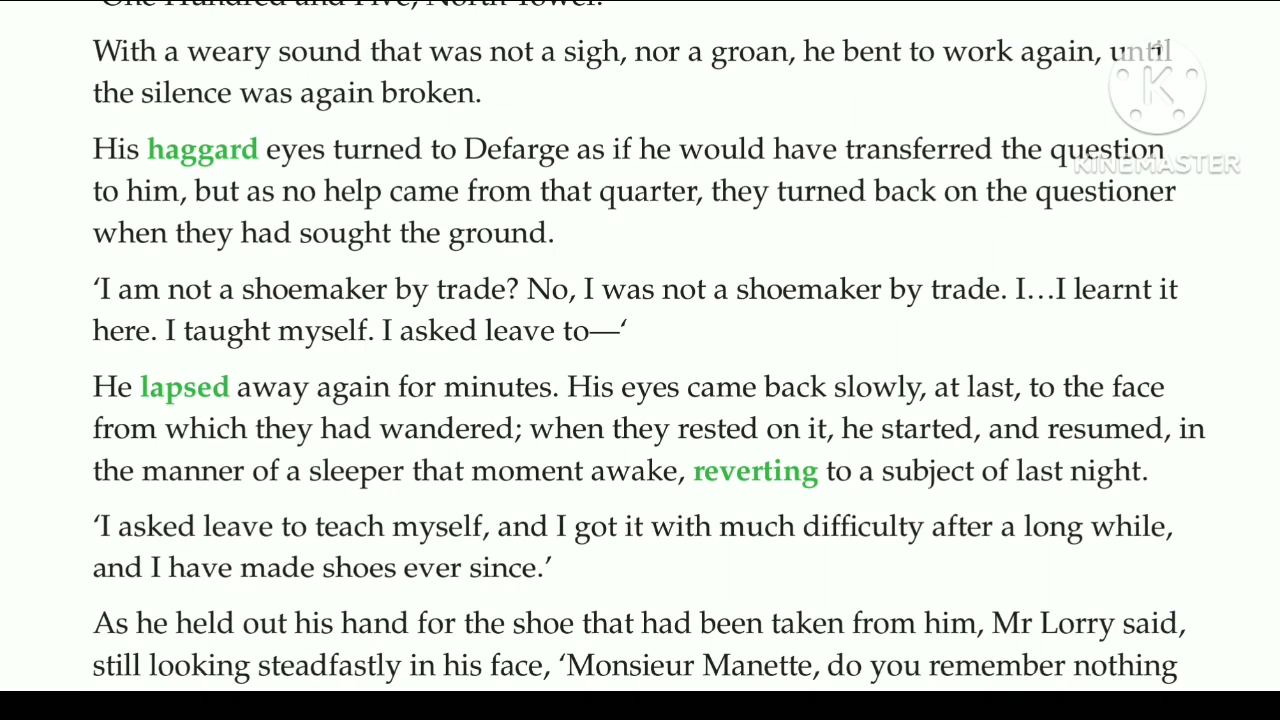 'One Hundred and Five, North Tower.'
With a weary sound that was not a sigh, nor a groan, he bent to work again, until
the silence was again broken.
His haggard eyes turned to Defarge as if he would have transferred the question
to him, but as no help came from that quarter, they turned back on the questioner
when they had sought the ground.
‘I am not a shoemaker by trade? No, I was not a shoemaker by trade. I…I learnt it
here. I taught myself. I asked leave to—‘
He lapsed away again for minutes. His eyes came back slowly, at last, to the face
from which they had wandered; when they rested on it, he started, and resumed, in
the manner of a sleeper that moment awake, reverting to a subject of last night.
‘I asked leave to teach myself, and I got it with much difficulty after a long while,
and I have made shoes ever since.’
As he held out his hand for the shoe that had been taken from him, Mr Lorry said,
still looking steadfastly in his face, ‘Monsieur Manette, do you remember nothing
K
KINEMASTER